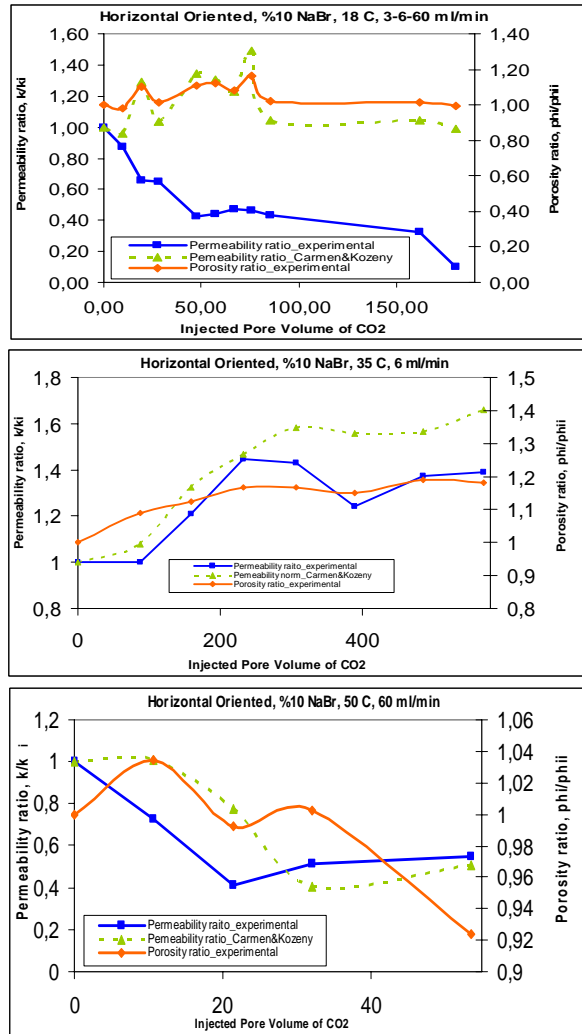 Horizontal Oriented, %10 NaBr, 18 C, 3-6-60 ml/min
Permeability ratio, k/ki
1,60
1,40
1,20
1,00
0,80
0,60
0,40
0,20
0,00
1,40
1,20
1,00
0,80
0,60
0,40
0,20
0,00
Porosity ratio, phi/phii
Permeability ratio_experimental
Permeability ratio_Carmen&Kozeny
Porosity ratio_experimental
0,00 50,00 100,00 150,00
Injected Pore Volume of CO2
Horizontal Oriented, %10 NaBr, 35 C, 6 ml/min
Permeability ratio, k/ki
1,8
1,6
1,4
1,2
1
0,8
1,5
1,4
1,3
1,2
1,1
1
0,9
0,8
Porosity ratio, phi/phii
Permeability raito_experimental
Permeability norm_Carmen&Kozeny
Porosity ratio_experimental
0 200 400
Injected Pore Volume of CO2
Horizontal Oriented, %10 NaBr, 50 C, 60 ml/min
Permeability ratio, k/k i
1,2
1
0,8
0,6
0,4
0,2
0
1,06
1,04
1,02
1
0,98
0,96
0,94
0,92
0,9
Porosity ratio, phi/phii
Permeability raito_experimental
Permeability ratio_Carmen&Kozeny
Porosity ratio_experimental
0 20 40
Injected Pore Volume of CO2